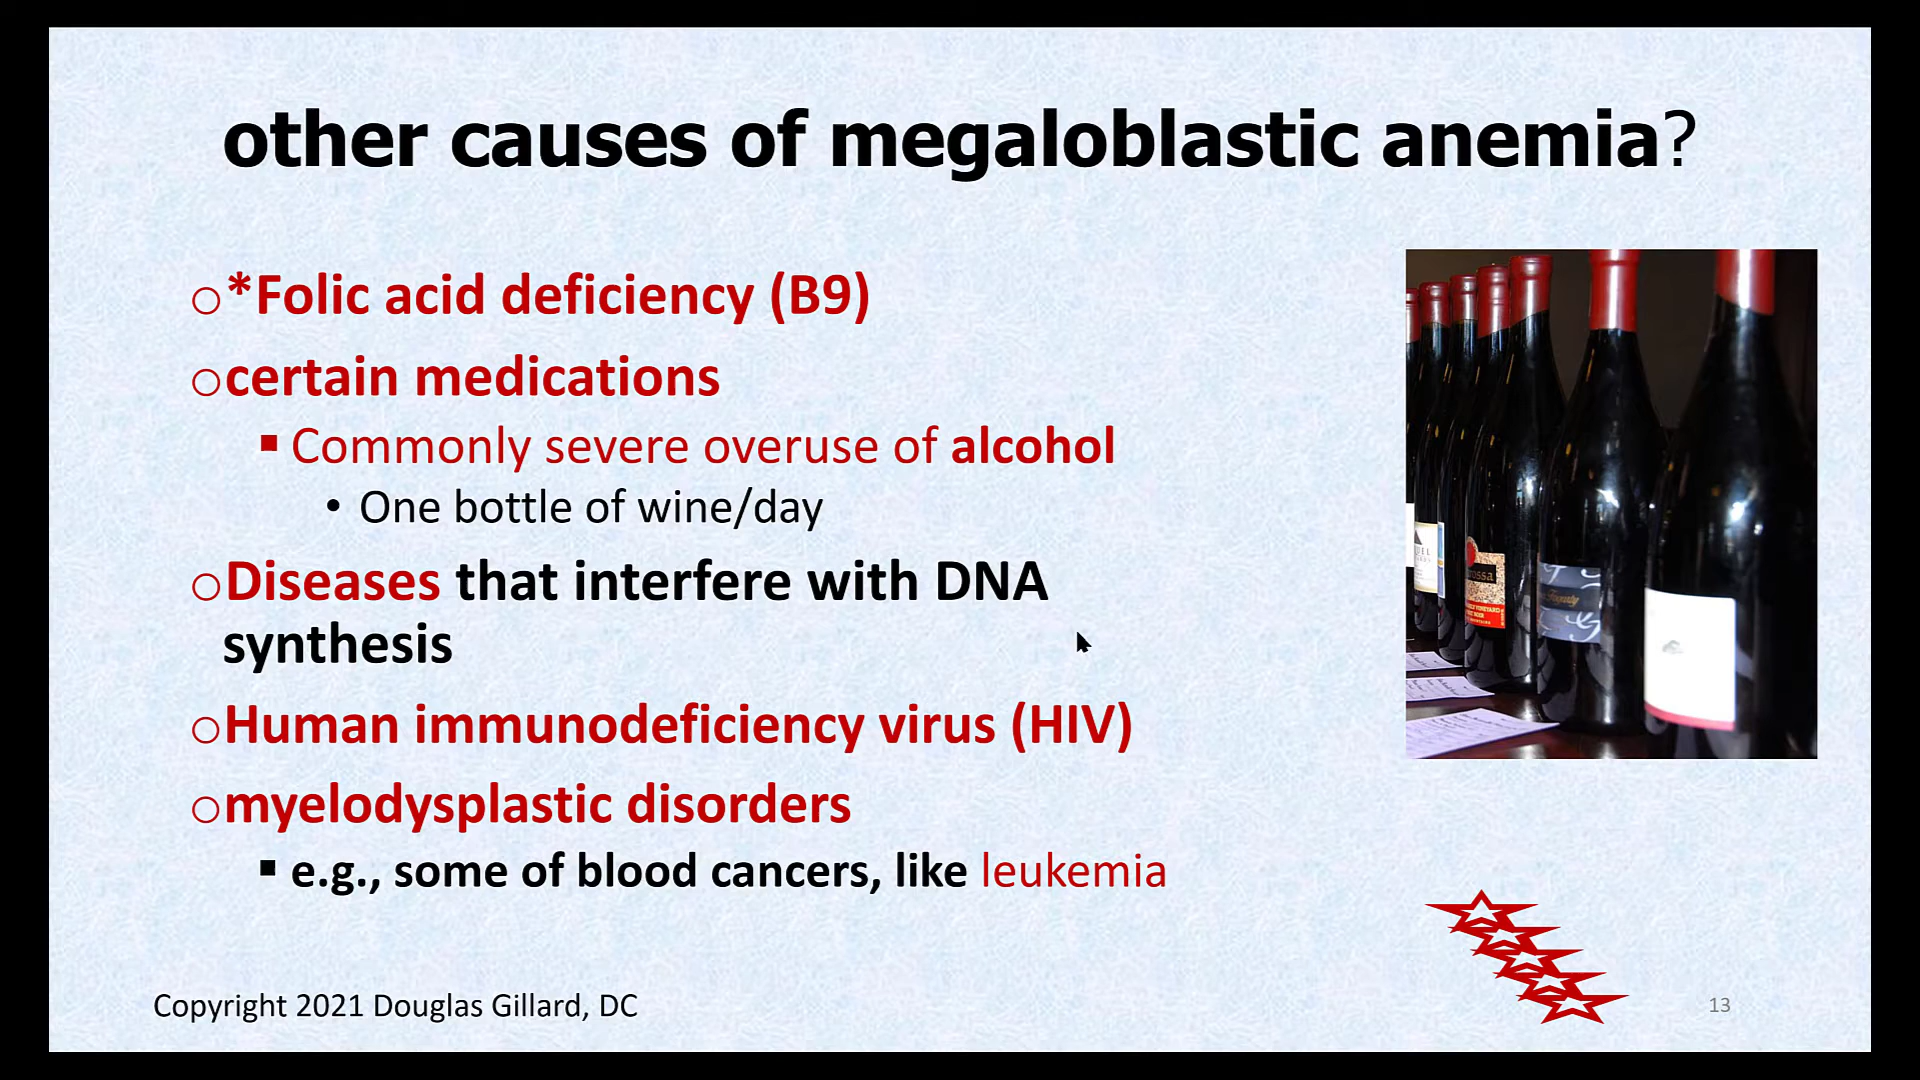 other causes of megaloblastic anemia?
*Folic acid deficiency (B9)
certain medications
Commonly severe overuse of alcohol
• One bottle of wine/day
Diseases that interfere with DNA
synthesis
Human immunodeficiency virus (HIV)
myelodysplastic disorders
e.g., some of blood cancers, like leukemia
Copyright 2021 Douglas Gillard, DC
13